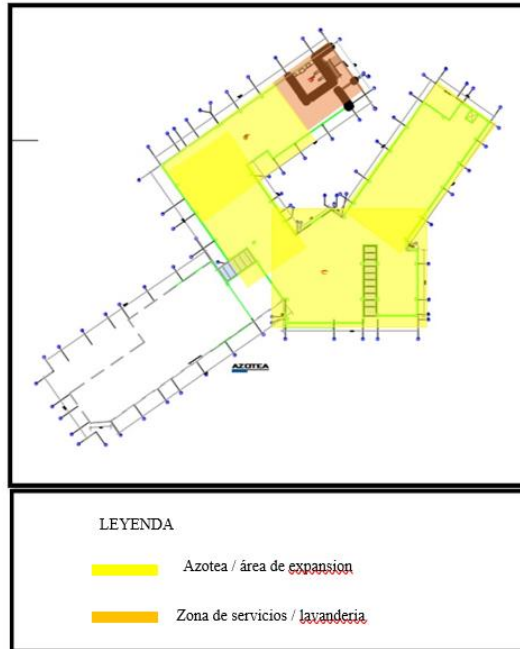 AZOTEA
LEYENDA
Azotea / área de expansion
Zona de servicios / lavanderia